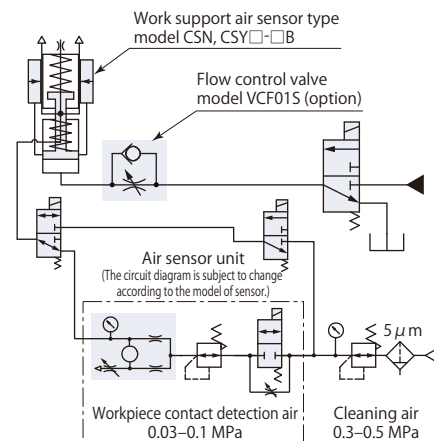 Work support air sensor type
model CSN, CSY□-□B
Flow control valve
model VCF01S (option)
Air sensor unit
(The circuit diagram is subject to change
according to the model of sensor.)
5μm
Workpiece contact detection air
0.03–0.1 MPa
Cleaning air
0.3–0.5 MPa